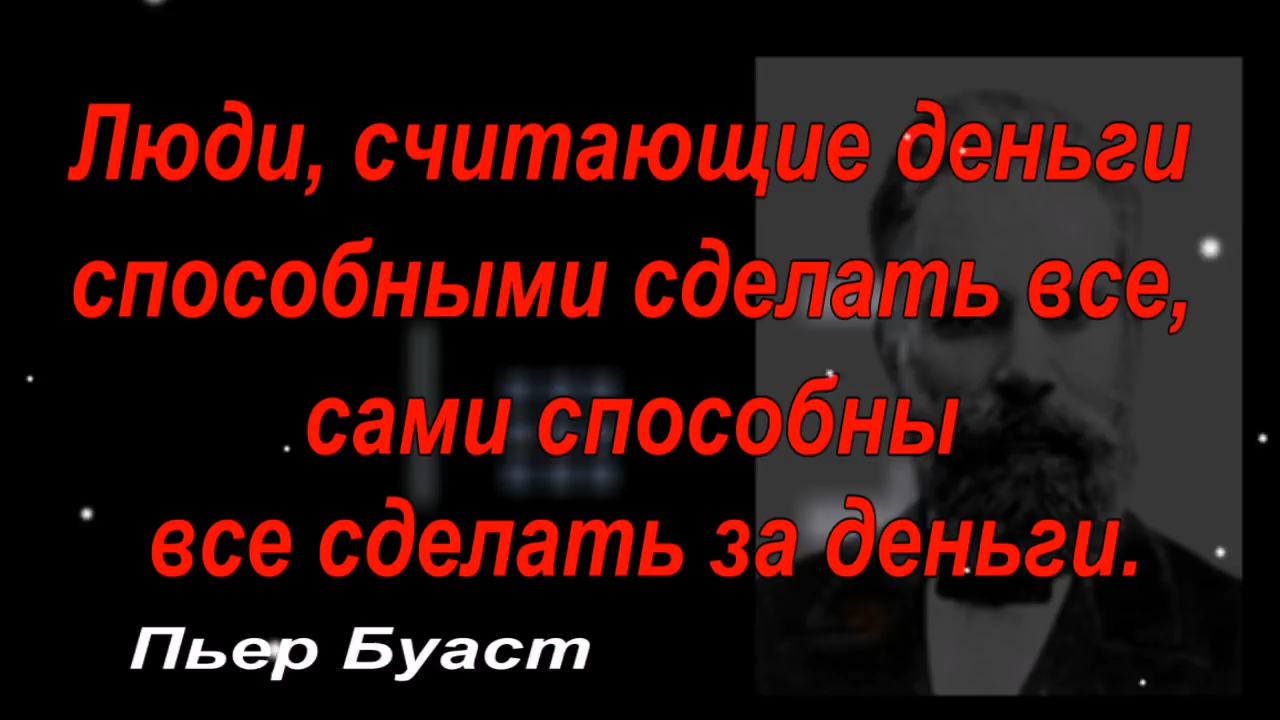 Люди, считающие деньги
способными сделать все,
сами способны
все сделать за деньги.
Пьер Буаст